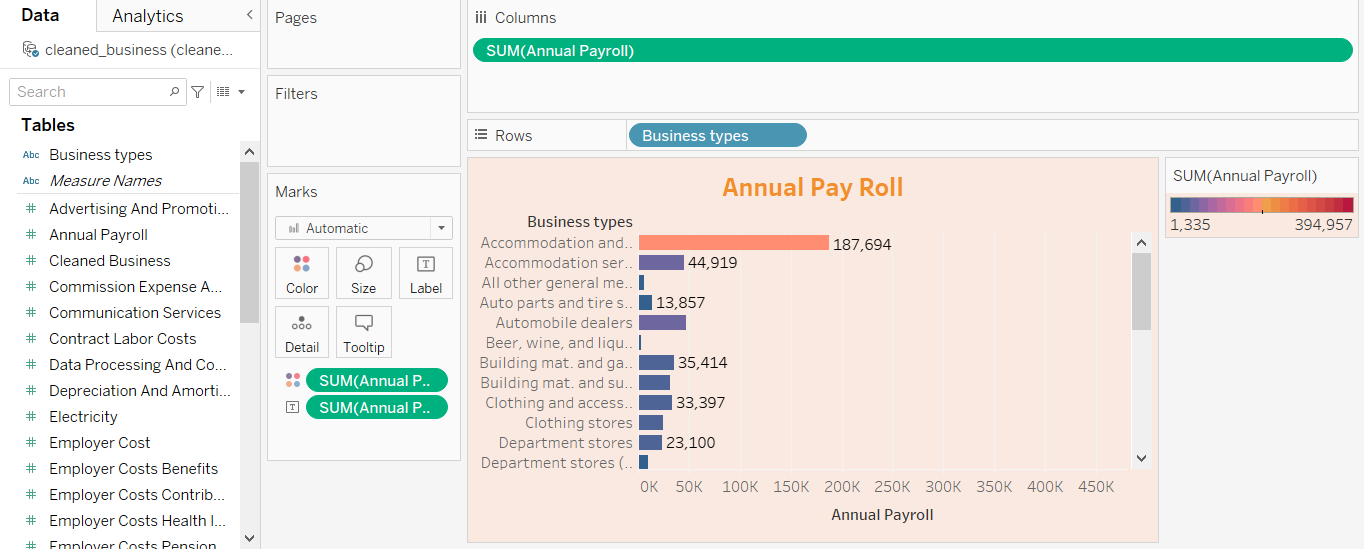 Data
Analytics
cleaned_business (cleane...
Search
Tables
Abc Business types
Abc Measure Names
# Advertising And Promoti...
# Annual Payroll
# Cleaned Business
# Commission Expense A...
# Communication Services
# Contract Labor Costs
# Data Processing And Co...
# Depreciation And Amorti...
# Electricity
# Employer Cost
# Employer Costs Benefits
# Employer Costs Contrib...
# Employer Costs Health I...
# Employer Costs Pension
Pages
Filters
Marks
Automatic
Color Size Label
Detail Tooltip
SUM(Annual P..
SUM(Annual P..
Columns
SUM(Annual Payroll)
Rows
Business types
Annual Pay Roll
Business types
Accommodation and.. 187,694
Accommodation ser.. 44,919
All other general me..
Auto parts and tire s.. 13,857
Automobile dealers
Beer, wine, and liqu..
Building mat. and ga.. 35,414
Building mat. and su..
Clothing and access.. 33,397
Clothing stores
Department stores 23,100
Department stores (..
0K 50K 100K 150K 200K 250K 300K 350K 400K 450K
Annual Payroll
SUM(Annual Payroll)
1,335 394,957